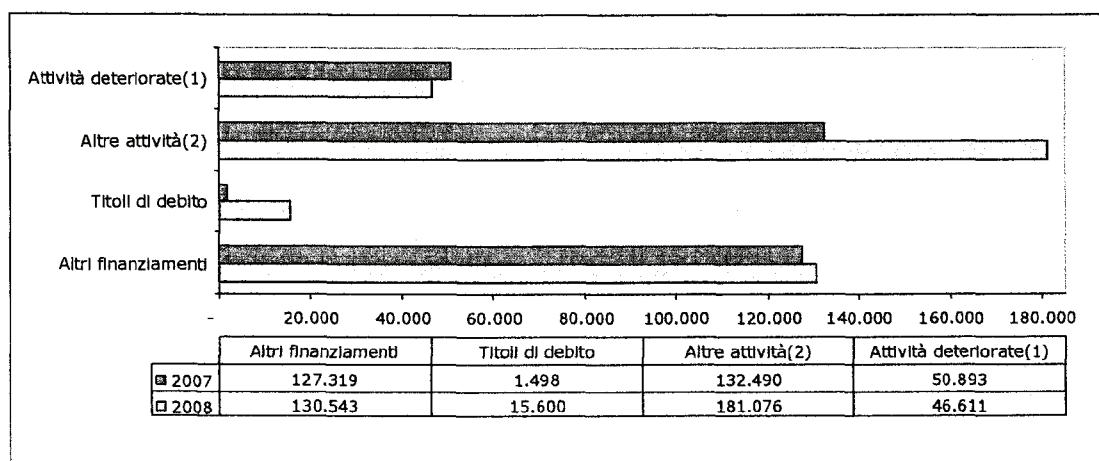 Attività deteriorate(1)
Altre attività(2)
Titoli di debito
Altri finanziamenti
- 20.000 40.000 60.000 80.000 100.000 120.000 140.000 160.000 180.000
Altri finanziamenti Titoli di debito Altre attività(2) Attività deteriorate(1)
2007 127.319 1.498 132.490 50.893
2008 130.543 15.600 181.076 46.611